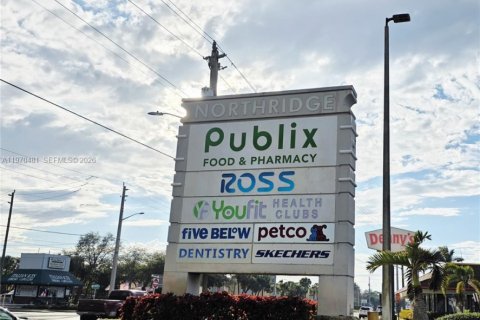 NORTHRIDGE
Publix
FOOD & PHARMACY
ROSS
YouFit HEALTH CLUBS
five BELOW petco
DENTISTRY SKECHERS
Denny's